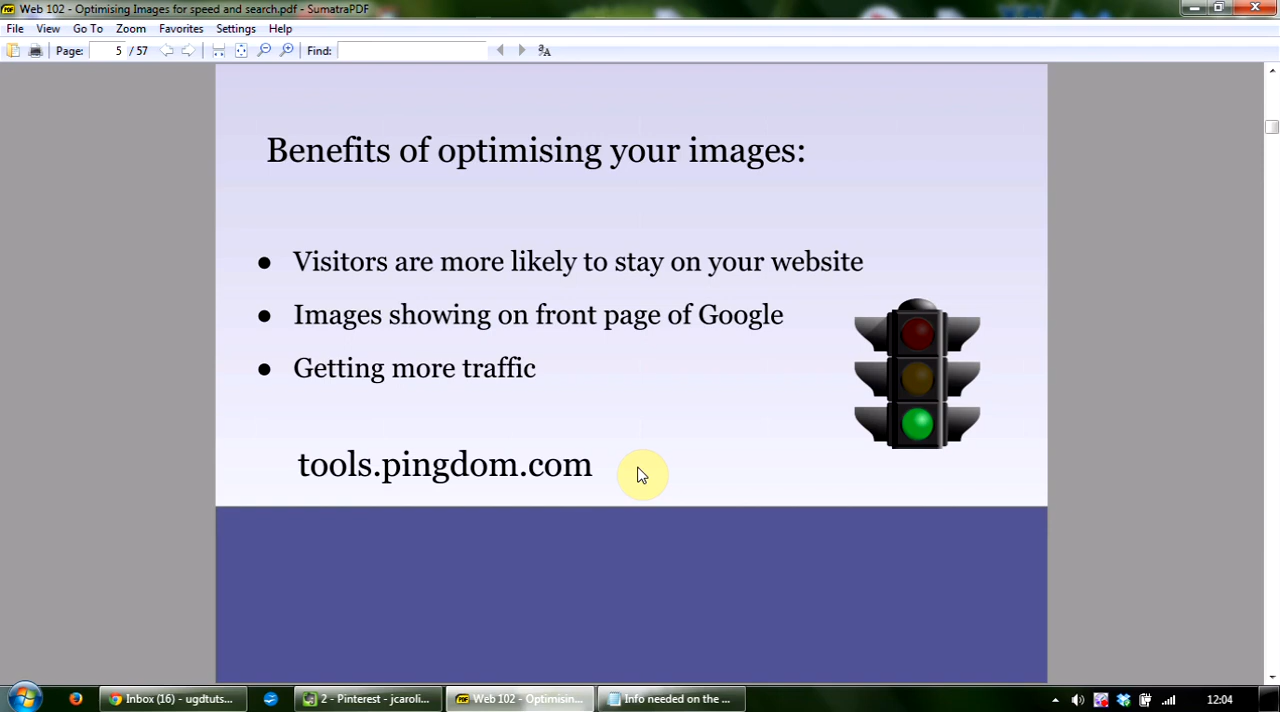 Web 102 - Optimising Images for speed and search.pdf - SumatraPDF
File View Go To Zoom Favorites Settings Help
Page: 5 / 57 Find:
Benefits of optimising your images:
● Visitors are more likely to stay on your website
● Images showing on front page of Google
● Getting more traffic
tools.pingdom.com
Inbox (16) - ugdtuts... 2 - Pinterest - jcaroli... Web 102 - Optimisin... Info needed on the ... 12:04